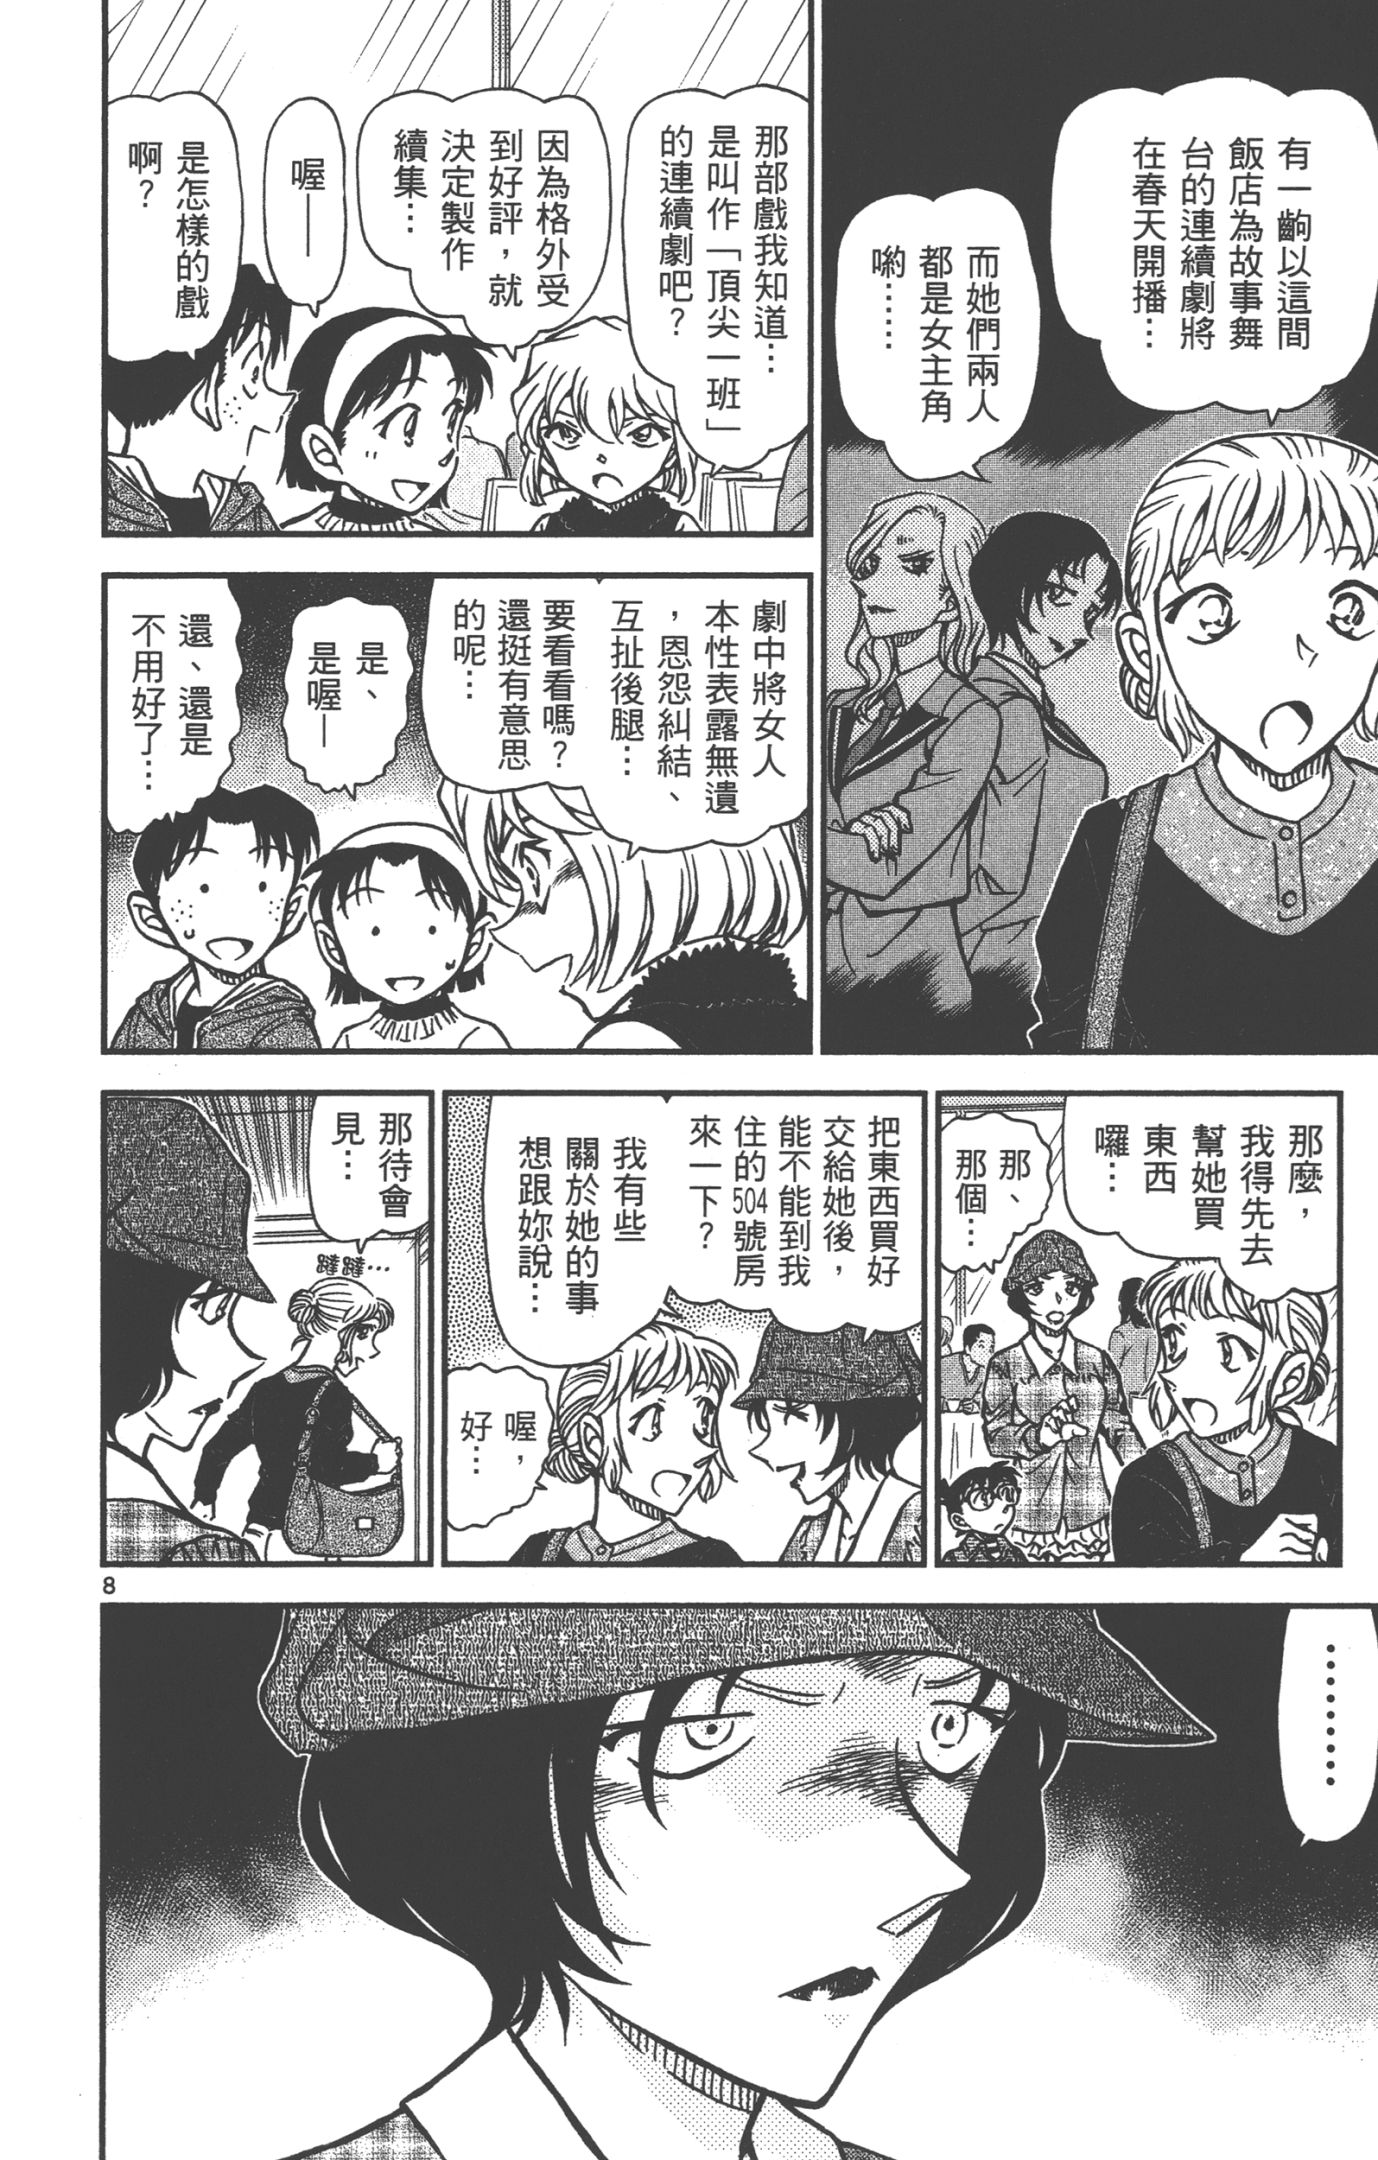 有一齣以這間
飯店為故事舞
台的連續劇將
在春天開播…
而她們兩人
都是女主角
喲……
那部戲我知道…
是叫作「頂尖一班」
的連續劇吧？
因為格外受
到好評，就
決定製作
續集…
喔—
是怎樣的戲
啊？
劇中將女人
本性表露無遺
，恩怨糾結、
互扯後腿…
要看看嗎？
還挺有意思
的呢…
是、
是喔—
還、還是
不用好了…
那麼，
我得先去
幫她買
東西
囉…
那、
那個…
把東西買好
交給她後，
能不能到我
住的504號房
來一下？
我有些
關於她的事
想跟妳說…
喔，
好…
那待會
見…
躂躂…
………
8